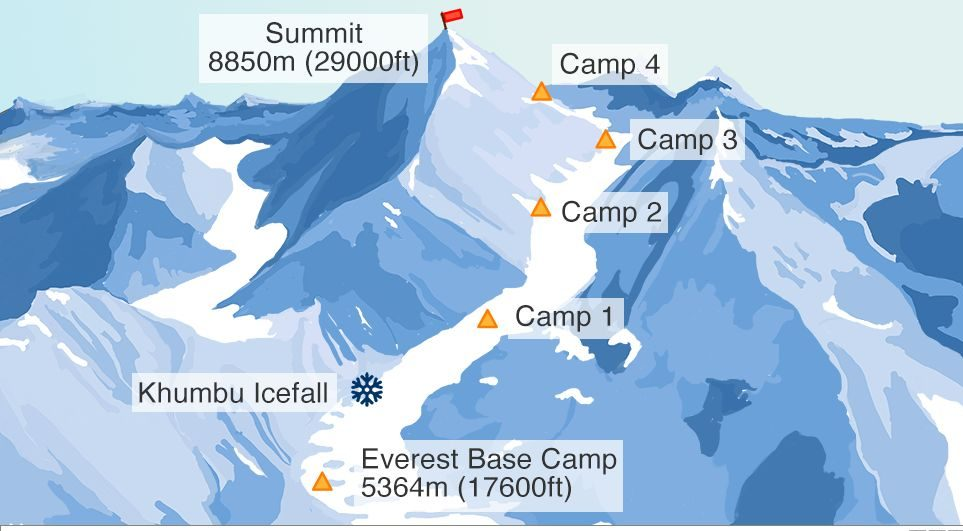 Summit
8850m (29000ft)
Camp 4
Camp 3
Camp 2
Camp 1
Khumbu Icefall
Everest Base Camp
5364m (17600ft)